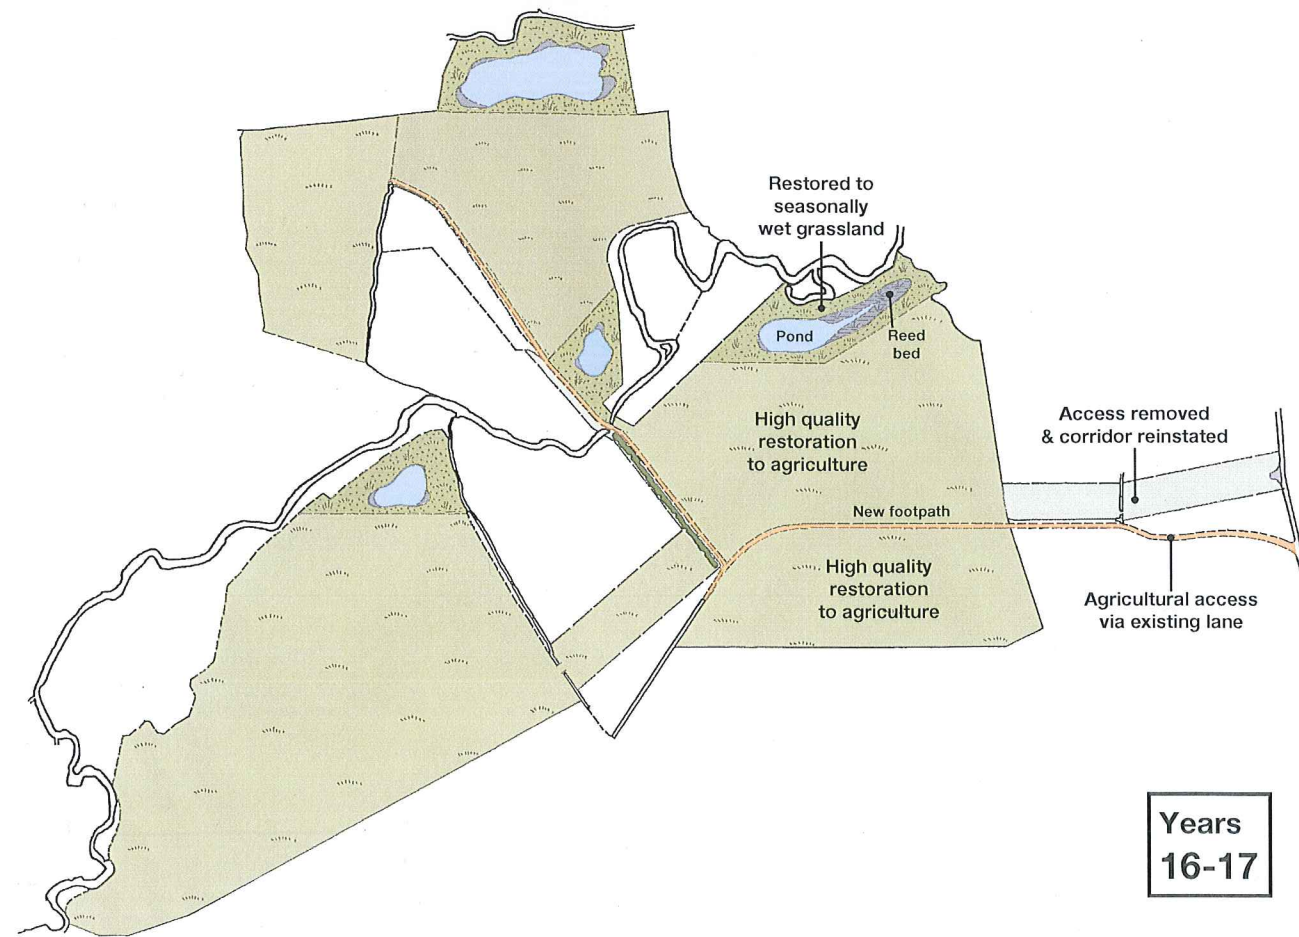 Restored to
seasonally
wet grassland
Pond
Reed
bed
High quality
restoration
to agriculture
Access removed
& corridor reinstated
New footpath
High quality
restoration
to agriculture
Agricultural access
via existing lane
Years
16-17